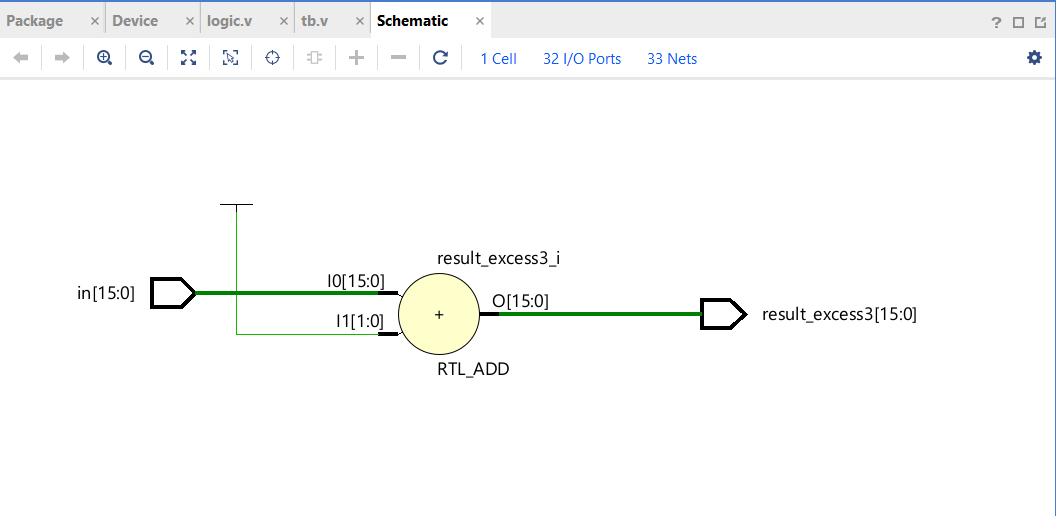 Package Device logic.v tb.v Schematic
1 Cell 32 I/O Ports 33 Nets
result_excess3_i
in[15:0] I0[15:0] + O[15:0] result_excess3[15:0]
I1[1:0]
RTL_ADD